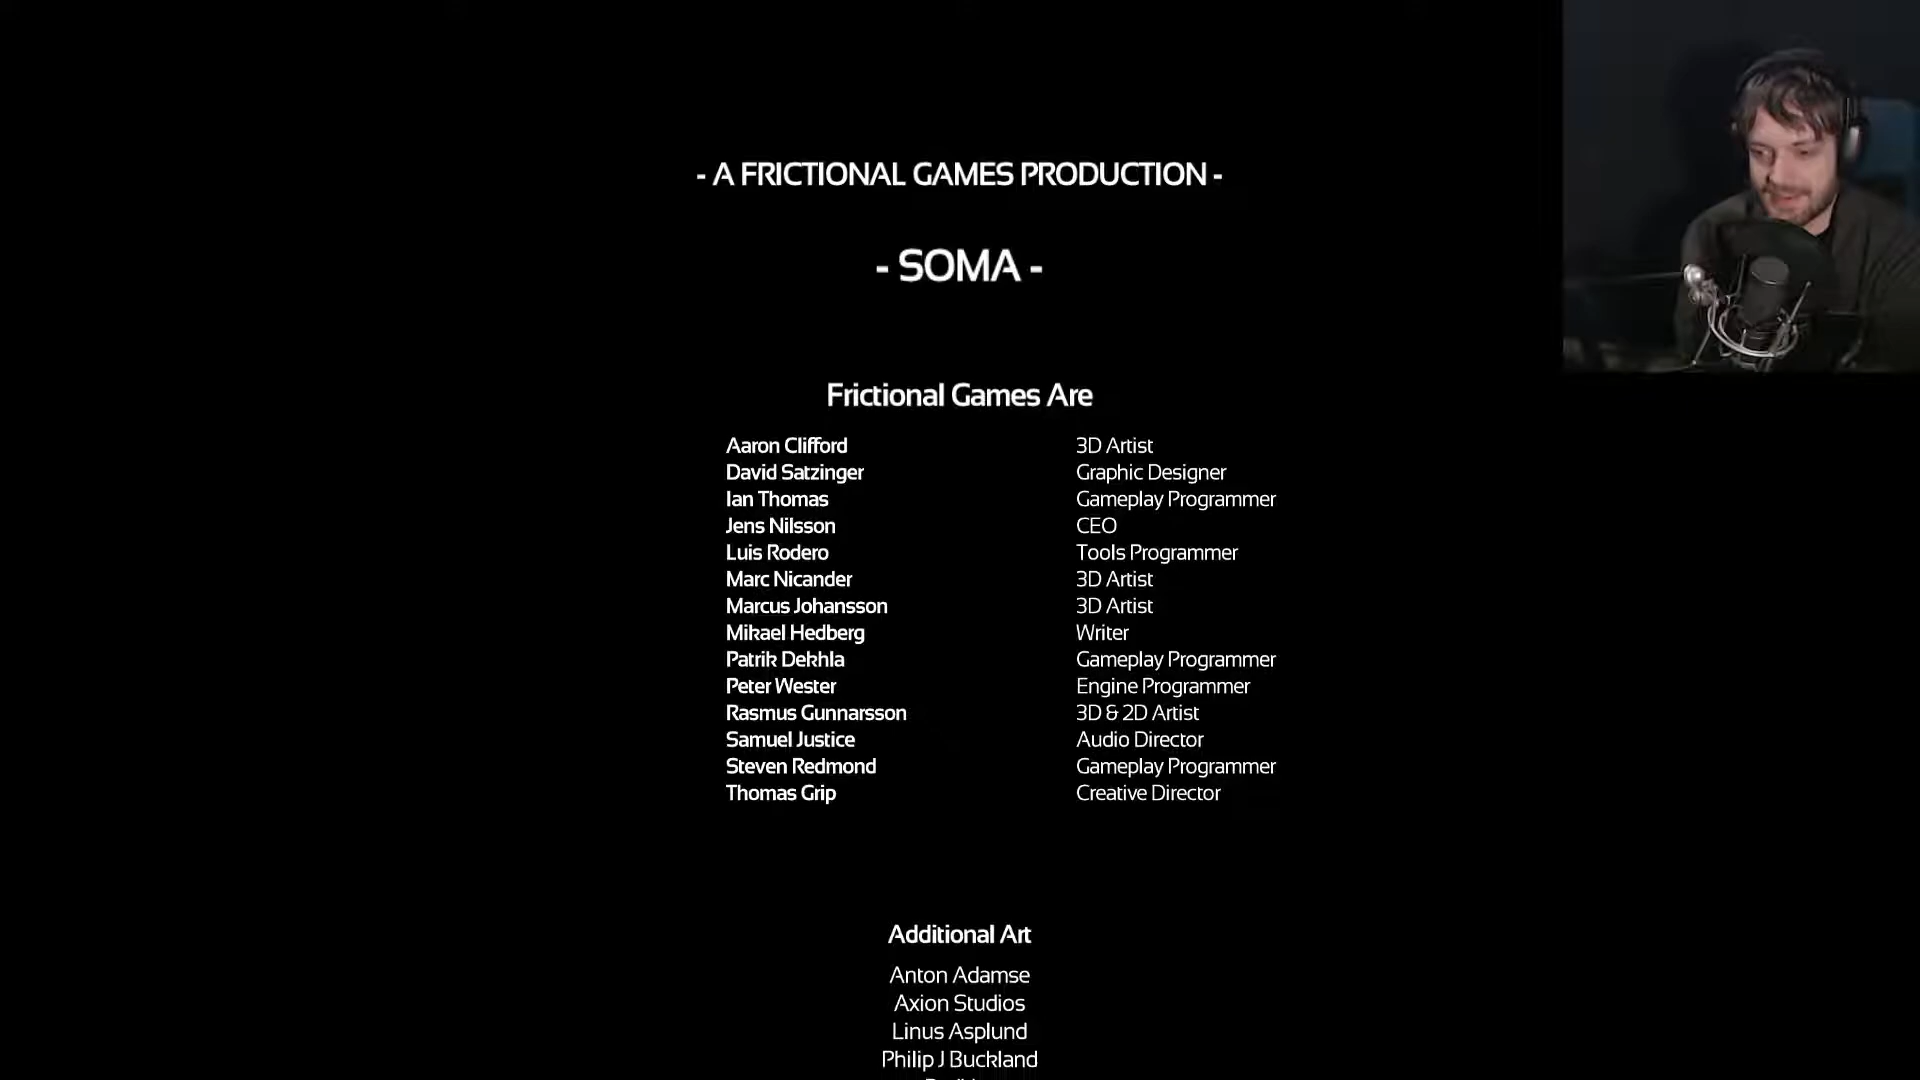 - A FRICTIONAL GAMES PRODUCTION -
- SOMA -
Frictional Games Are
Aaron Clifford 3D Artist
David Satzinger Graphic Designer
Ian Thomas Gameplay Programmer
Jens Nilsson CEO
Luis Rodero Tools Programmer
Marc Nicander 3D Artist
Marcus Johansson 3D Artist
Mikael Hedberg Writer
Patrik Dekhla Gameplay Programmer
Peter Wester Engine Programmer
Rasmus Gunnarsson 3D & 2D Artist
Samuel Justice Audio Director
Steven Redmond Gameplay Programmer
Thomas Grip Creative Director
Additional Art
Anton Adamse
Axion Studios
Linus Asplund
Philip J Buckland